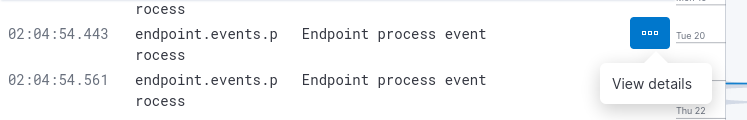 rocess
02:04:54.443 endpoint.events.p Endpoint process event
rocess
02:04:54.561 endpoint.events.p Endpoint process event
rocess
Tue 20
View details
Thu 22